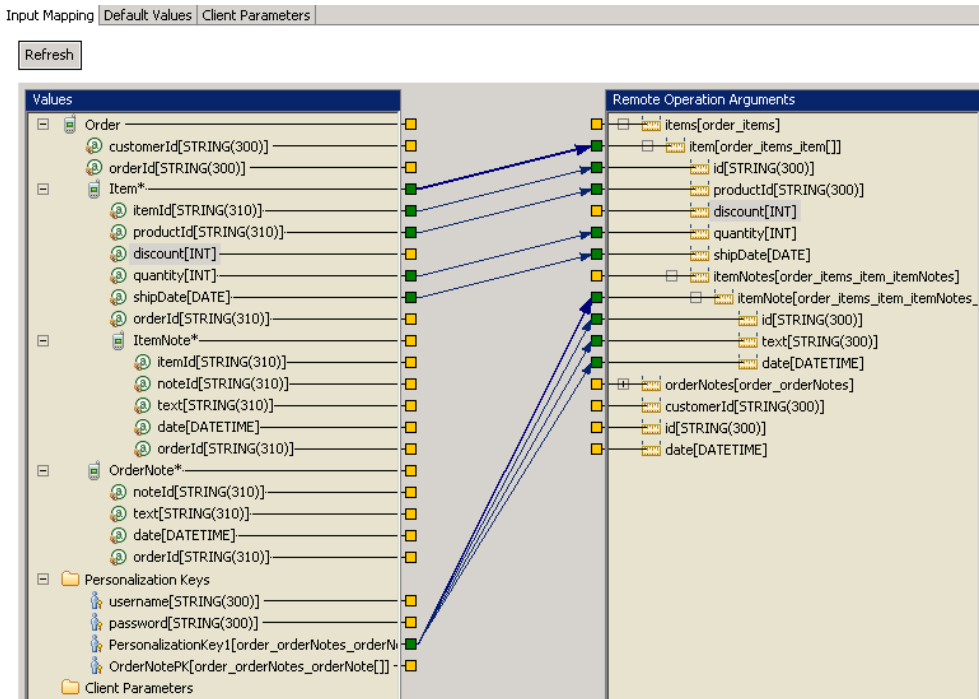 Input Mapping Default Values Client Parameters
Refresh
Values
Order
customerId[STRING(300)]
orderId[STRING(300)]
Item*
itemId[STRING(310)]
productId[STRING(310)]
discount[INT]
quantity[INT]
shipDate[DATE]
orderId[STRING(310)]
ItemNote*
itemId[STRING(310)]
noteId[STRING(310)]
text[STRING(310)]
date[DATETIME]
orderId[STRING(310)]
OrderNote*
noteId[STRING(310)]
text[STRING(310)]
date[DATETIME]
orderId[STRING(310)]
Personalization Keys
username[STRING(300)]
password[STRING(300)]
PersonalizationKey1[order_orderNotes_orderN
OrderNotePK[order_orderNotes_orderNote[]]
Client Parameters
Remote Operation Arguments
items[order_items]
item[order_items_item[]]
id[STRING(300)]
productId[STRING(300)]
discount[INT]
quantity[INT]
shipDate[DATE]
itemNotes[order_items_item_itemNotes]
itemNote[order_items_item_itemNotes_
id[STRING(300)]
text[STRING(300)]
date[DATETIME]
orderNotes[order_orderNotes]
customerId[STRING(300)]
id[STRING(300)]
date[DATETIME]